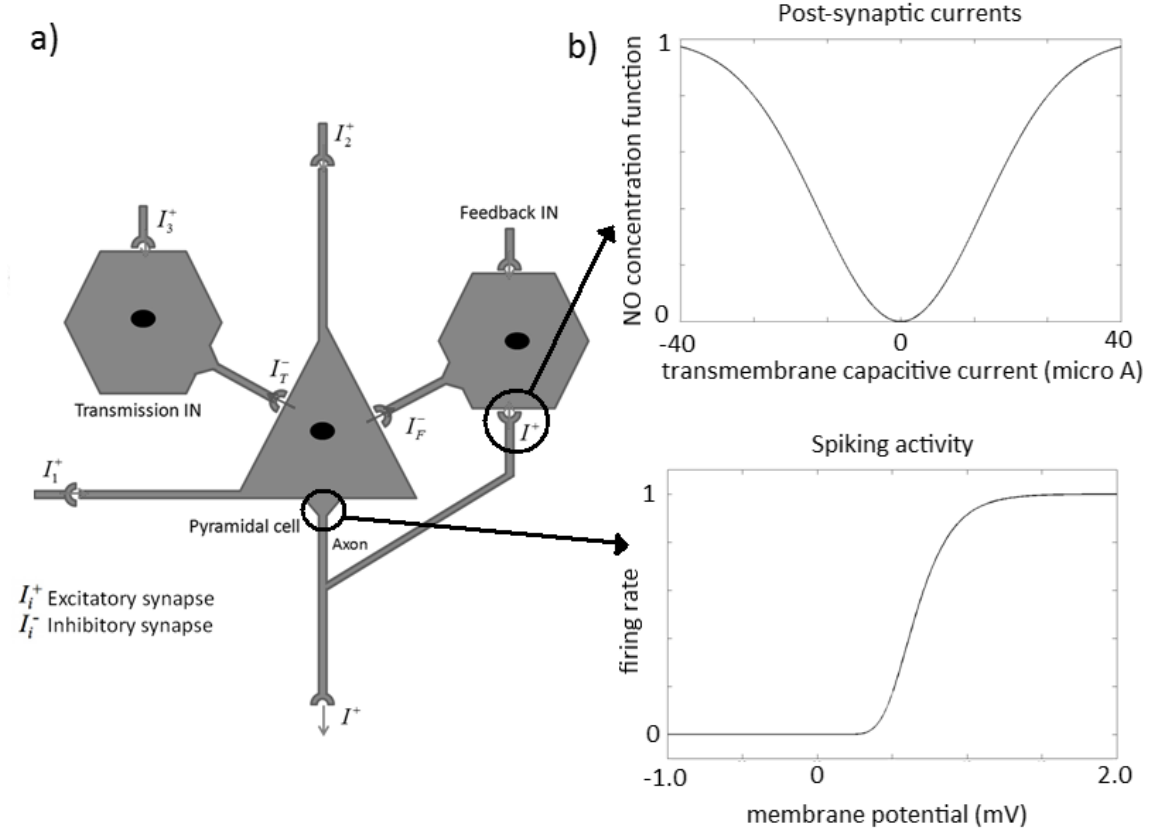 a)
I₂⁺
I₃⁺
Feedback IN
I_T⁻
Transmission IN
I_F⁻
I⁺
I₁⁺
Pyramidal cell
Axon
Iᵢ⁺ Excitatory synapse
Iᵢ⁻ Inhibitory synapse
I⁺
b)
Post-synaptic currents
NO concentration function
1
0
-40 0 40
transmembrane capacitive current (micro A)
Spiking activity
firing rate
1
0
-1.0 0 2.0
membrane potential (mV)